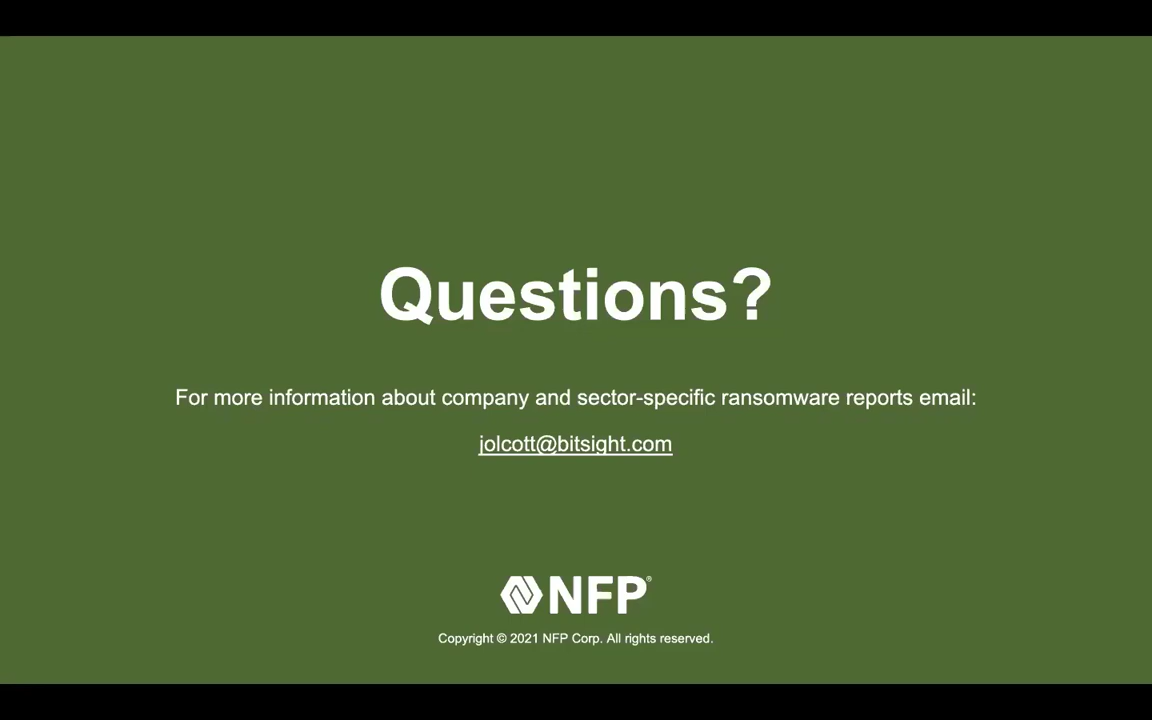 Questions?
For more information about company and sector-specific ransomware reports email:
jolcott@bitsight.com
NFP®
Copyright © 2021 NFP Corp. All rights reserved.